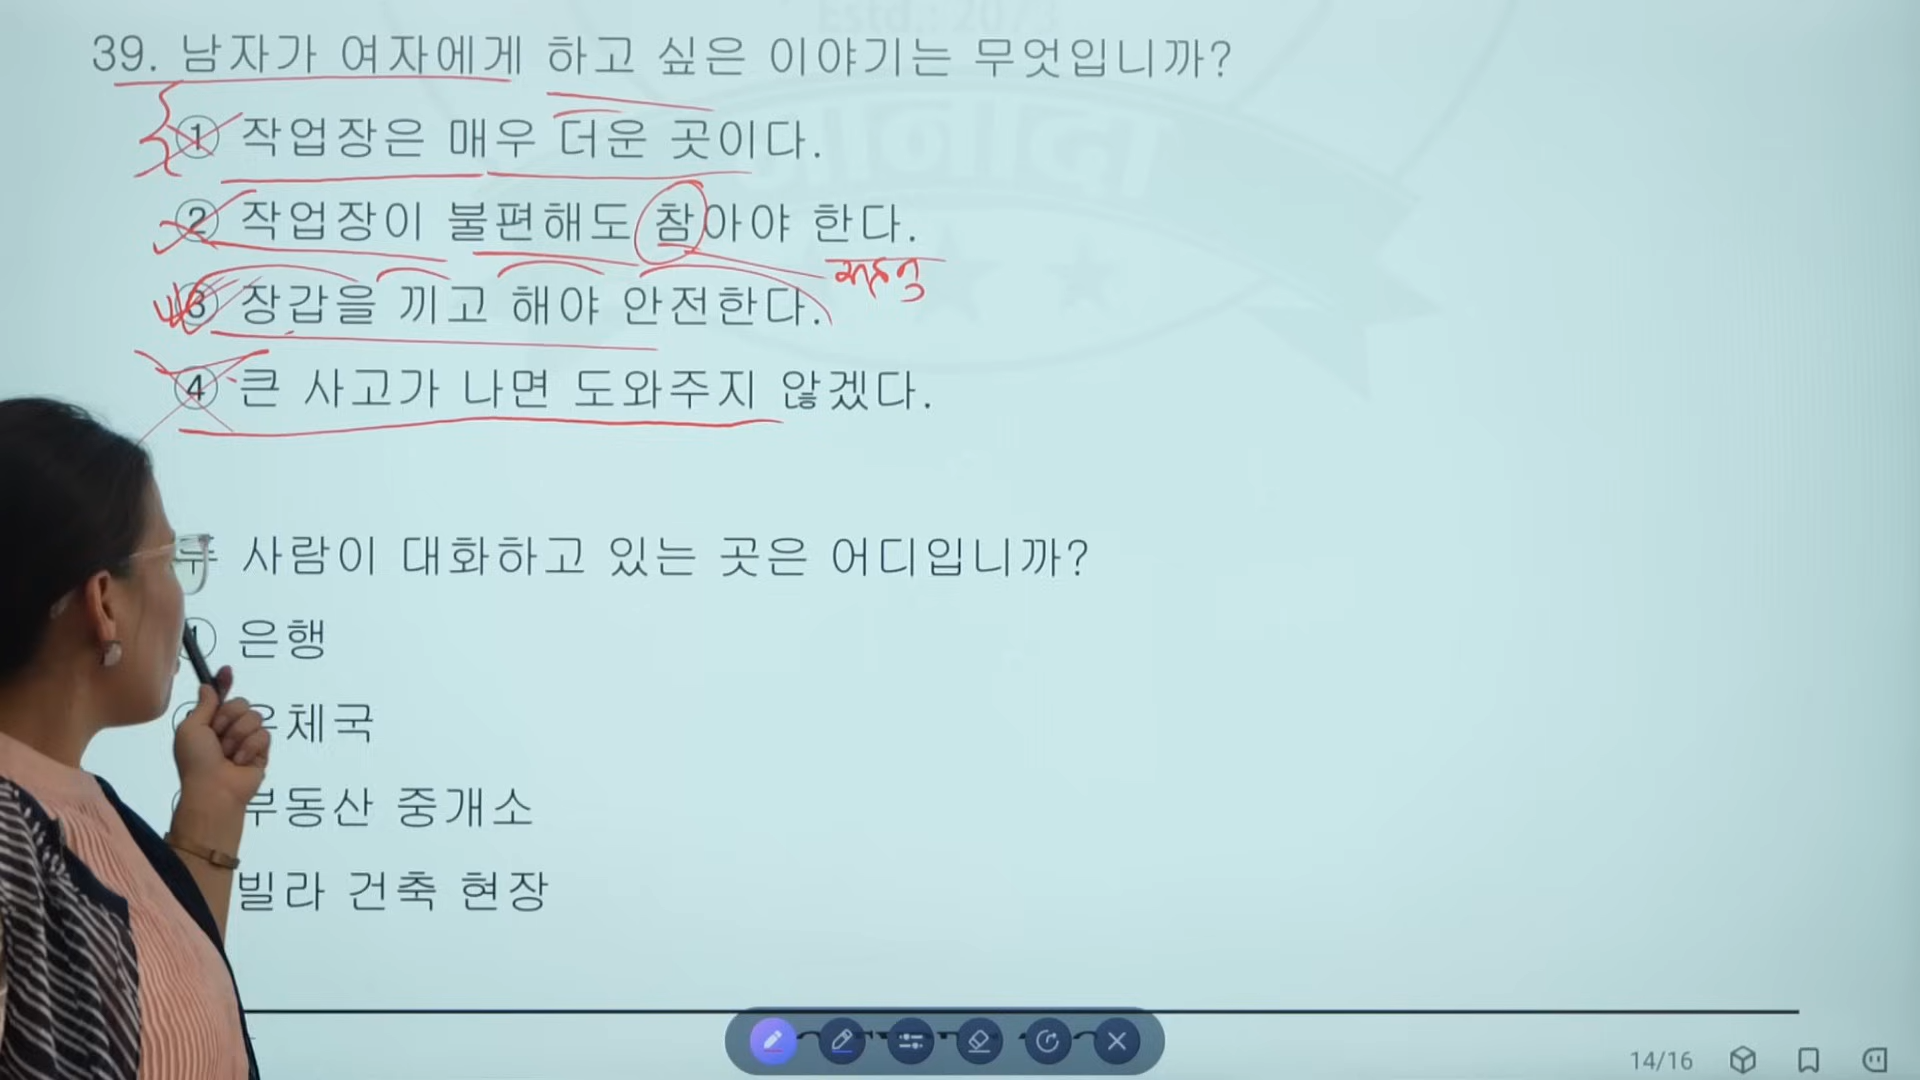 Estd.: 2073
39. 남자가 여자에게 하고 싶은 이야기는 무엇입니까?
① 작업장은 매우 더운 곳이다.
② 작업장이 불편해도 참아야 한다.
③ 장갑을 끼고 해야 안전한다.
④ 큰 사고가 나면 도와주지 않겠다.
사람이 대화하고 있는 곳은 어디입니까?
① 은행
우체국
부동산 중개소
빌라 건축 현장
14/16